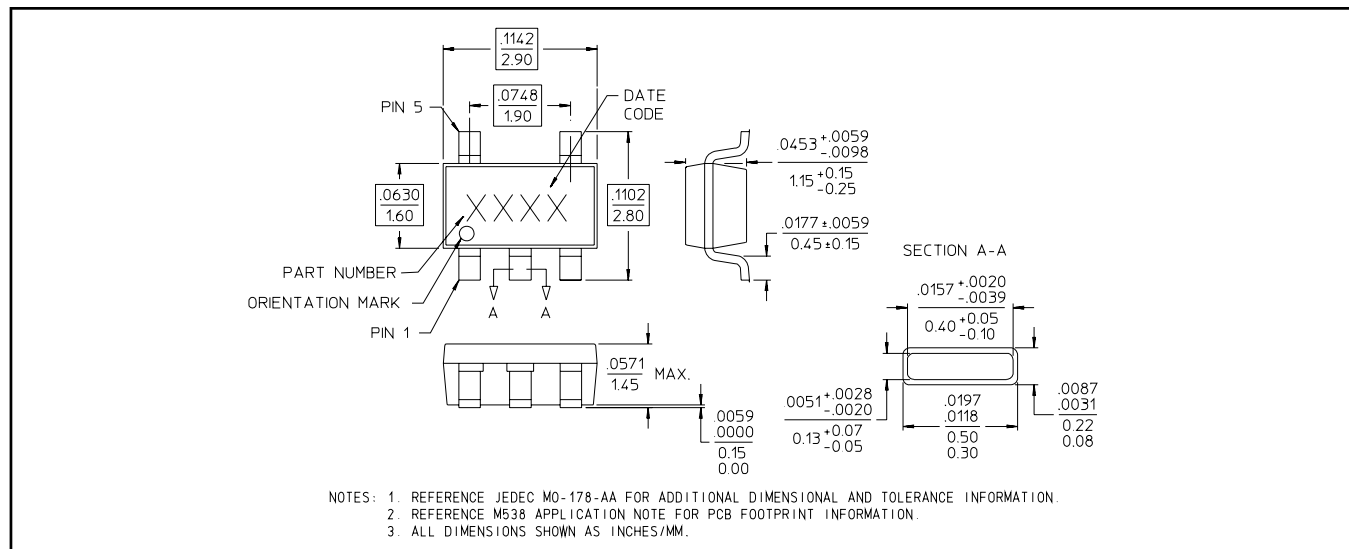 .1142
2.90
.0748
1.90
PIN 5
DATE
CODE
.0630
1.60
XXXX
.1102
2.80
PART NUMBER
ORIENTATION MARK
PIN 1
A A
.0453 +.0059
-.0098
1.15 +0.15
-0.25
.0177 ±.0059
0.45 ±0.15
SECTION A-A
.0157 +.0020
-.0039
0.40 +0.05
-0.10
.0571
1.45 MAX.
.0059
.0000
0.15
0.00
.0051 +.0028
-.0020
0.13 +0.07
-0.05
.0197
.0118
0.50
0.30
.0087
.0031
0.22
0.08
NOTES: 1. REFERENCE JEDEC MO-178-AA FOR ADDITIONAL DIMENSIONAL AND TOLERANCE INFORMATION.
2. REFERENCE M538 APPLICATION NOTE FOR PCB FOOTPRINT INFORMATION.
3. ALL DIMENSIONS SHOWN AS INCHES/MM.